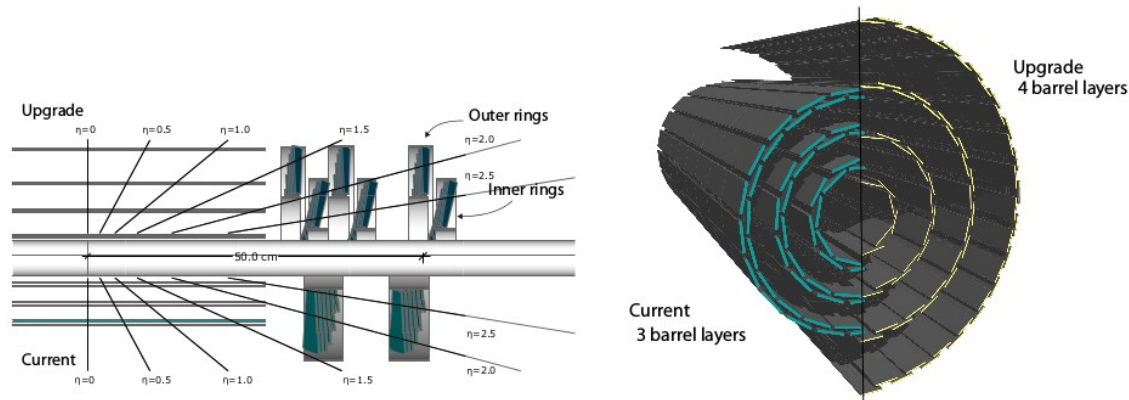 Upgrade
η=0
η=0.5
η=1.0
η=1.5
Outer rings
η=2.0
η=2.5
Inner rings
50.0 cm
η=2.5
η=2.0
Current
η=0
η=0.5
η=1.0
η=1.5
Upgrade
4 barrel layers
Current
3 barrel layers